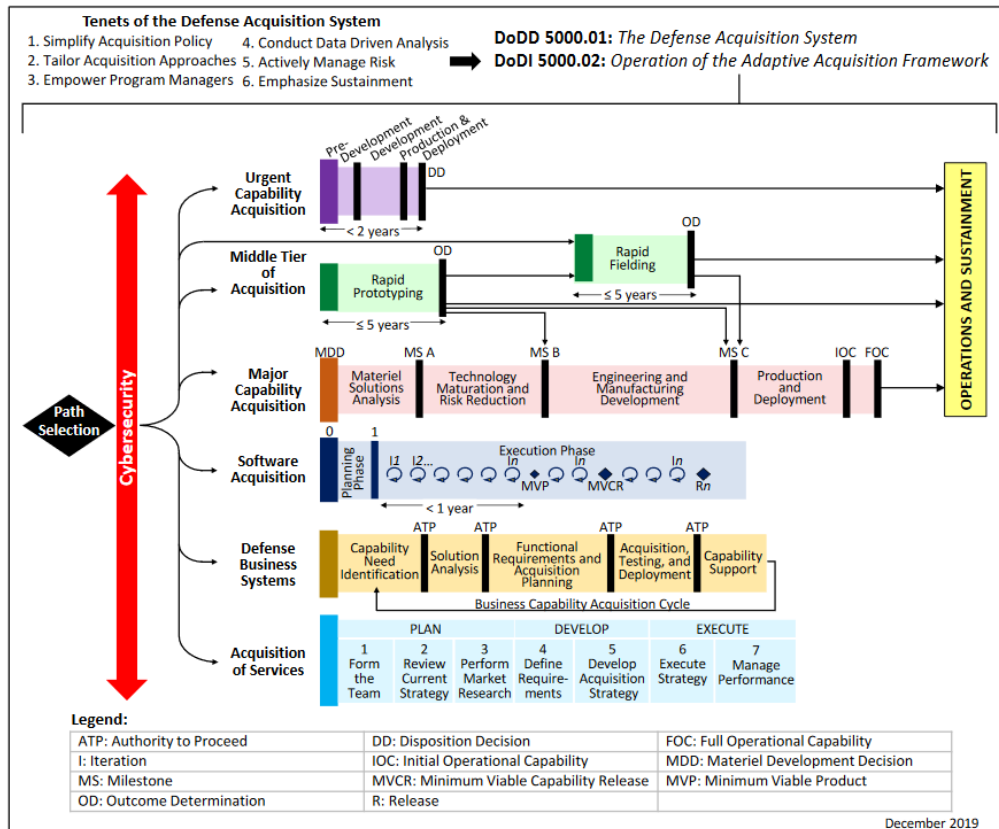 Tenets of the Defense Acquisition System
1. Simplify Acquisition Policy
2. Tailor Acquisition Approaches
3. Empower Program Managers
4. Conduct Data Driven Analysis
5. Actively Manage Risk
6. Emphasize Sustainment
DoDD 5000.01: The Defense Acquisition System
DoDI 5000.02: Operation of the Adaptive Acquisition Framework
Path
Selection
Cybersecurity
OPERATIONS AND SUSTAINMENT
Urgent
Capability
Acquisition
Pre-
Development
Development
Production &
Deployment
DD
< 2 years
Middle Tier
of
Acquisition
Rapid
Prototyping
OD
≤ 5 years
Rapid
Fielding
OD
≤ 5 years
Major
Capability
Acquisition
MDD
MS A
MS B
MS C
IOC
FOC
Materiel
Solutions
Analysis
Technology
Maturation and
Risk Reduction
Engineering and
Manufacturing
Development
Production
and
Deployment
Software
Acquisition
0
1
Planning
Phase
Execution Phase
I1
I2...
In
In
In
MVP
MVCR
Rn
< 1 year
Defense
Business
Systems
ATP
ATP
ATP
ATP
Capability
Need
Identification
Solution
Analysis
Functional
Requirements and
Acquisition
Planning
Acquisition,
Testing, and
Deployment
Capability
Support
Business Capability Acquisition Cycle
Acquisition
of Services
PLAN
DEVELOP
EXECUTE
1
Form
the
Team
2
Review
Current
Strategy
3
Perform
Market
Research
4
Define
Require-
ments
5
Develop
Acquisition
Strategy
6
Execute
Strategy
7
Manage
Performance
Legend:
ATP: Authority to Proceed
DD: Disposition Decision
FOC: Full Operational Capability
I: Iteration
IOC: Initial Operational Capability
MDD: Materiel Development Decision
MS: Milestone
MVCR: Minimum Viable Capability Release
MVP: Minimum Viable Product
OD: Outcome Determination
R: Release
December 2019